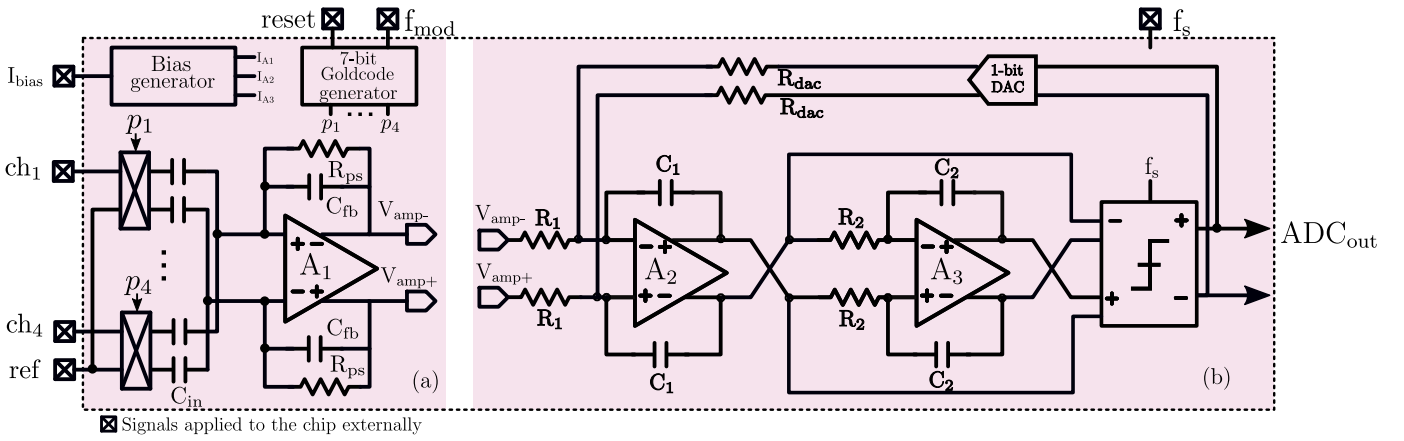 reset
f_mod
f_s
I_bias
Bias
generator
I_A1
I_A2
I_A3
7-bit
Goldcode
generator
p_1 ... p_4
R_dac
R_dac
1-bit
DAC
p_1
ch_1
R_ps
C_fb
V_amp-
+ −
A_1
− +
V_amp+
p_4
ch_4
ref
C_in
C_fb
R_ps
(a)
V_amp-
R_1
C_1
− +
A_2
+ −
V_amp+
R_1
C_1
R_2
C_2
− +
A_3
+ −
R_2
C_2
f_s
− +
+ −
ADC_out
(b)
Signals applied to the chip externally